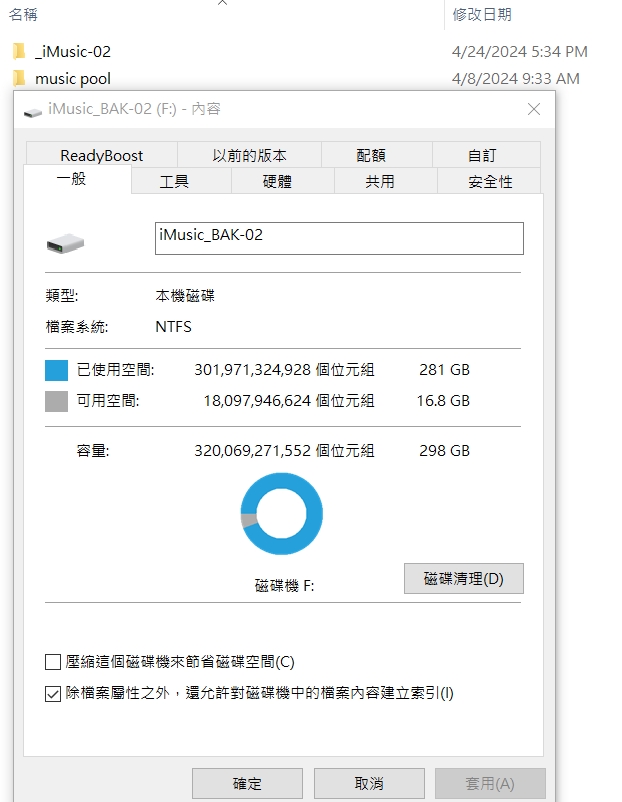 名稱 修改日期
_iMusic-02 4/24/2024 5:34 PM
music pool 4/8/2024 9:33 AM
iMusic_BAK-02 (F:) - 內容
ReadyBoost 以前的版本 配額 自訂
一般 工具 硬體 共用 安全性
iMusic_BAK-02
類型: 本機磁碟
檔案系統: NTFS
已使用空間: 301,971,324,928 個位元組 281 GB
可用空間: 18,097,946,624 個位元組 16.8 GB
容量: 320,069,271,552 個位元組 298 GB
磁碟機 F: 磁碟清理(D)
壓縮這個磁碟機來節省磁碟空間(C)
除檔案屬性之外，還允許對磁碟機中的檔案內容建立索引(I)
確定 取消 套用(A)